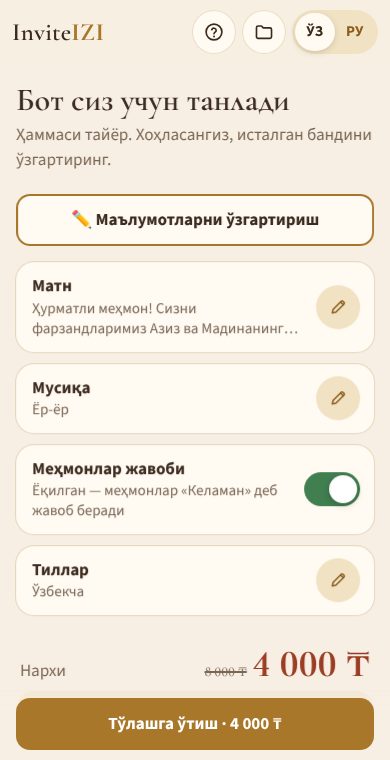 InviteIZI
ЎЗ
РУ
Бот сиз учун танлади
Ҳаммаси тайёр. Хоҳласангиз, исталган бандини
ўзгартиринг.
✏️ Маълумотларни ўзгартириш
Матн
Ҳурматли меҳмон! Сизни
фарзандларимиз Азиз ва Мадинанинг…
Мусиқа
Ёр-ёр
Меҳмонлар жавоби
Ёқилган — меҳмонлар «Келаман» деб
жавоб беради
Тиллар
Ўзбекча
Нархи
8 000 ₸ 4 000 ₸
Тўлашга ўтиш · 4 000 ₸